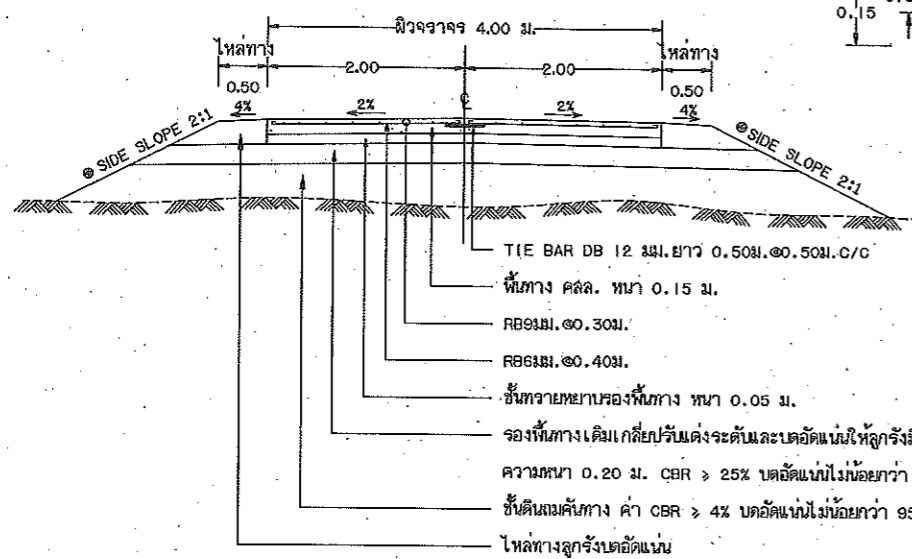 ผิวจราจร 4.00 ม.
0.15
ไหล่ทาง
ไหล่ทาง
2.00
2.00
0.50
0.50
℄
4%
2%
2%
4%
⊕ SIDE SLOPE 2:1
⊕ SIDE SLOPE 2:1
TIE BAR DB 12 มม.ยาว 0.50ม.@0.50ม.C/C
พื้นทาง คสล. หนา 0.15 ม.
RB9มม.@0.30ม.
RB6มม.@0.40ม.
ชั้นทรายหยาบรองพื้นทาง หนา 0.05 ม.
รองพื้นทางเดิมเกลี่ยปรับแต่งระดับและบดอัดแน่นให้ลูกรัง
ความหนา 0.20 ม. CBR ≥ 25% บดอัดแน่นไม่น้อยกว่า
ชั้นดินถมคันทาง ค่า CBR ≥ 4% บดอัดแน่นไม่น้อยกว่า 95
ไหล่ทางลูกรังบดอัดแน่น